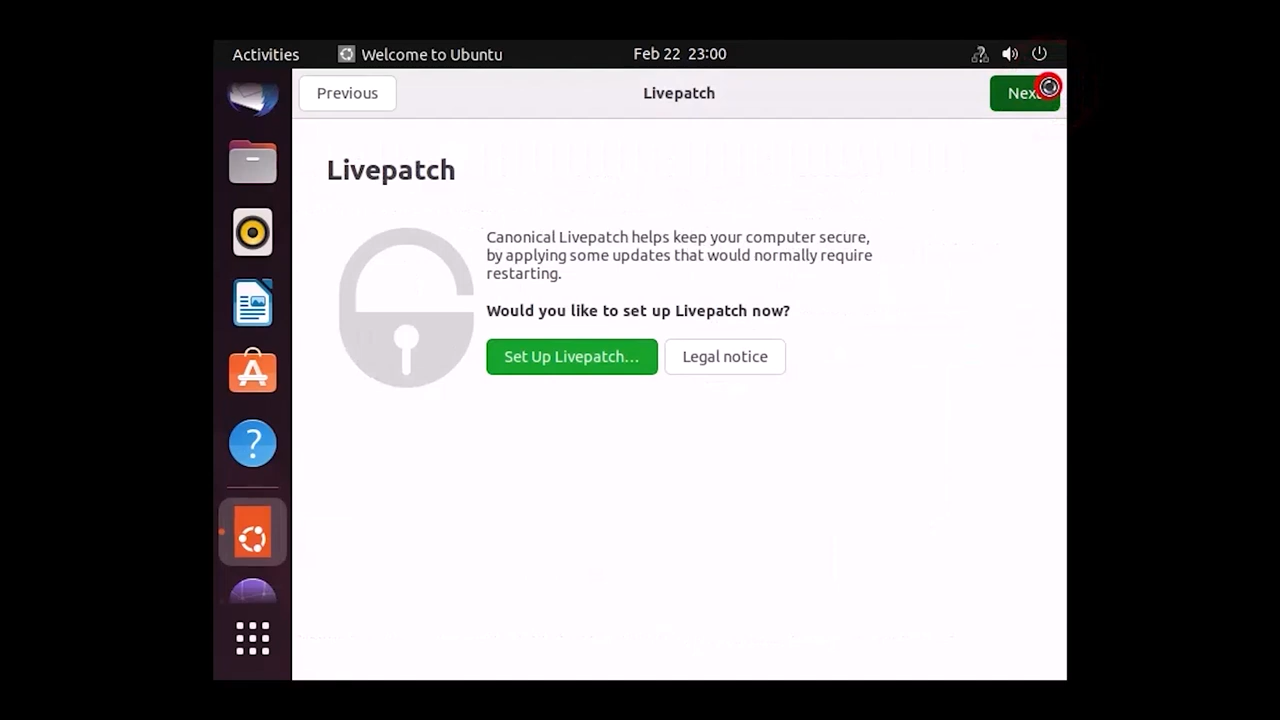 Activities Welcome to Ubuntu Feb 22 23:00
Previous Livepatch Next
Livepatch
Canonical Livepatch helps keep your computer secure,
by applying some updates that would normally require
restarting.
Would you like to set up Livepatch now?
Set Up Livepatch... Legal notice